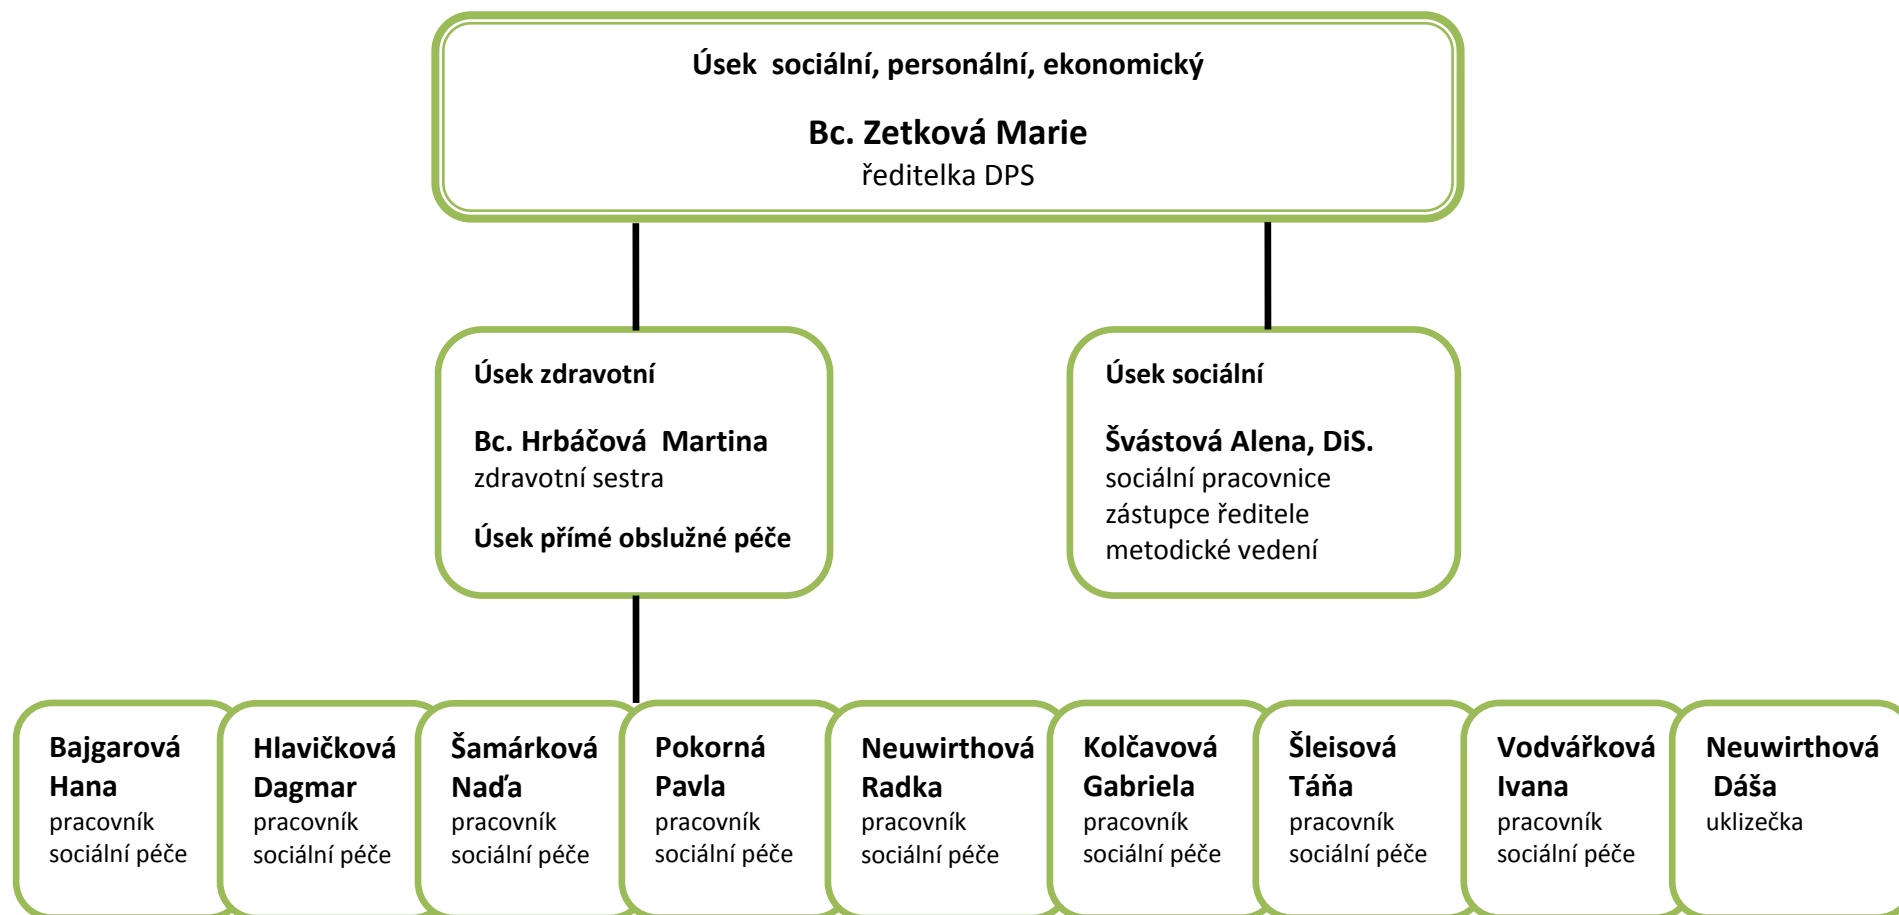 Úsek sociální, personální, ekonomický
Bc. Zetková Marie
ředitelka DPS
Úsek zdravotní
Bc. Hrbáčová Martina
zdravotní sestra
Úsek přímé obslužné péče
Úsek sociální
Švástová Alena, DiS.
sociální pracovnice
zástupce ředitele
metodické vedení
Bajgarová
Hana
pracovník
sociální péče
Hlavičková
Dagmar
pracovník
sociální péče
Šamárková
Naďa
pracovník
sociální péče
Pokorná
Pavla
pracovník
sociální péče
Neuwirthová
Radka
pracovník
sociální péče
Kolčavová
Gabriela
pracovník
sociální péče
Šleisová
Táňa
pracovník
sociální péče
Vodvářková
Ivana
pracovník
sociální péče
Neuwirthová
Dáša
uklizečka